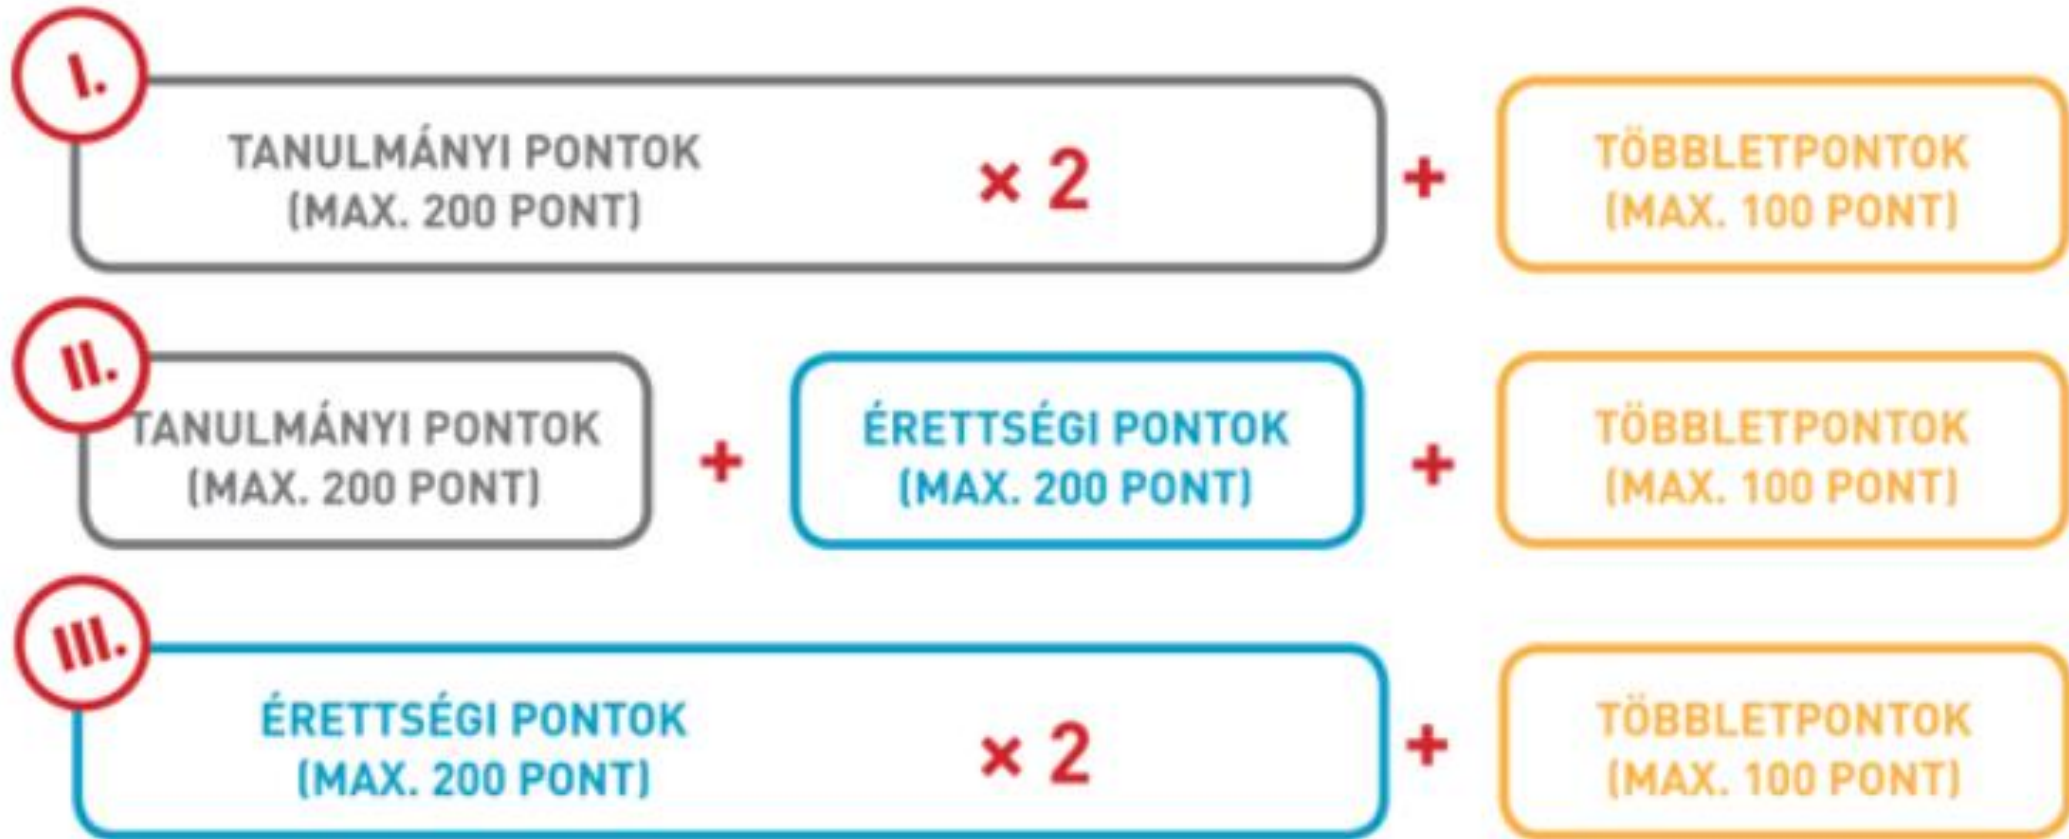 I.
TANULMÁNYI PONTOK
(MAX. 200 PONT)
× 2
+
TÖBBLETPONTOK
(MAX. 100 PONT)
II.
TANULMÁNYI PONTOK
(MAX. 200 PONT)
+
ÉRETTSÉGI PONTOK
(MAX. 200 PONT)
+
TÖBBLETPONTOK
(MAX. 100 PONT)
III.
ÉRETTSÉGI PONTOK
(MAX. 200 PONT)
× 2
+
TÖBBLETPONTOK
(MAX. 100 PONT)